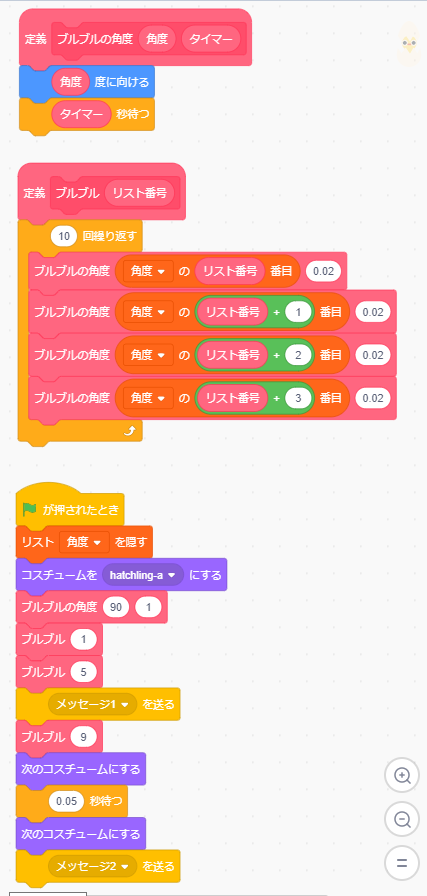 定義 ブルブルの角度 角度 タイマー
角度 度に向ける
タイマー 秒待つ
定義 ブルブル リスト番号
10 回繰り返す
ブルブルの角度 角度 の リスト番号 番目 0.02
ブルブルの角度 角度 の リスト番号 + 1 番目 0.02
ブルブルの角度 角度 の リスト番号 + 2 番目 0.02
ブルブルの角度 角度 の リスト番号 + 3 番目 0.02
が押されたとき
リスト 角度 を隠す
コスチュームを hatchling-a にする
ブルブルの角度 90 1
ブルブル 1
ブルブル 5
メッセージ1 を送る
ブルブル 9
次のコスチュームにする
0.05 秒待つ
次のコスチュームにする
メッセージ2 を送る